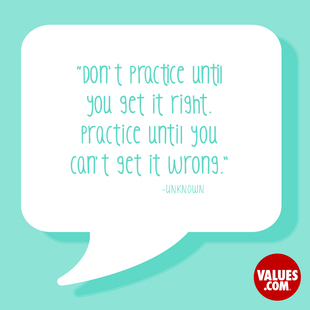 "Don't practice until
you get it right.
Practice until you
can't get it wrong."
-UNKNOWN
VALUES
.COM